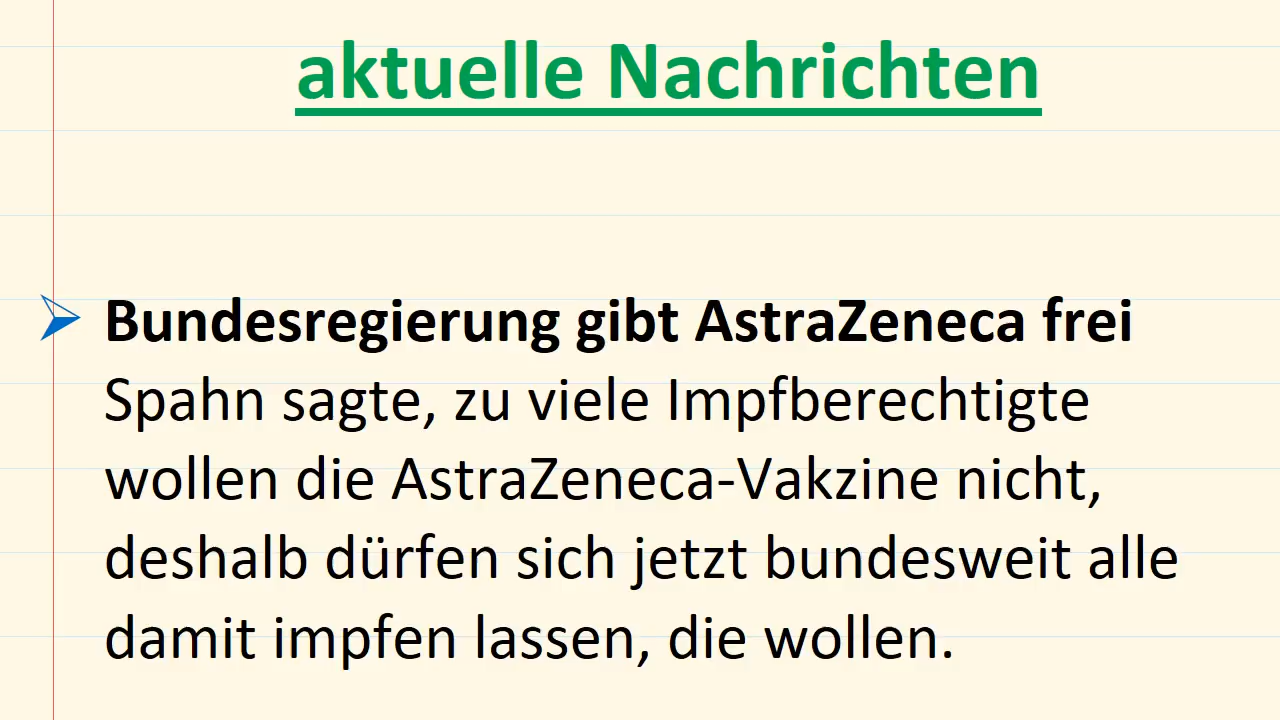 aktuelle Nachrichten
Bundesregierung gibt AstraZeneca frei
Spahn sagte, zu viele Impfberechtigte
wollen die AstraZeneca-Vakzine nicht,
deshalb dürfen sich jetzt bundesweit alle
damit impfen lassen, die wollen.